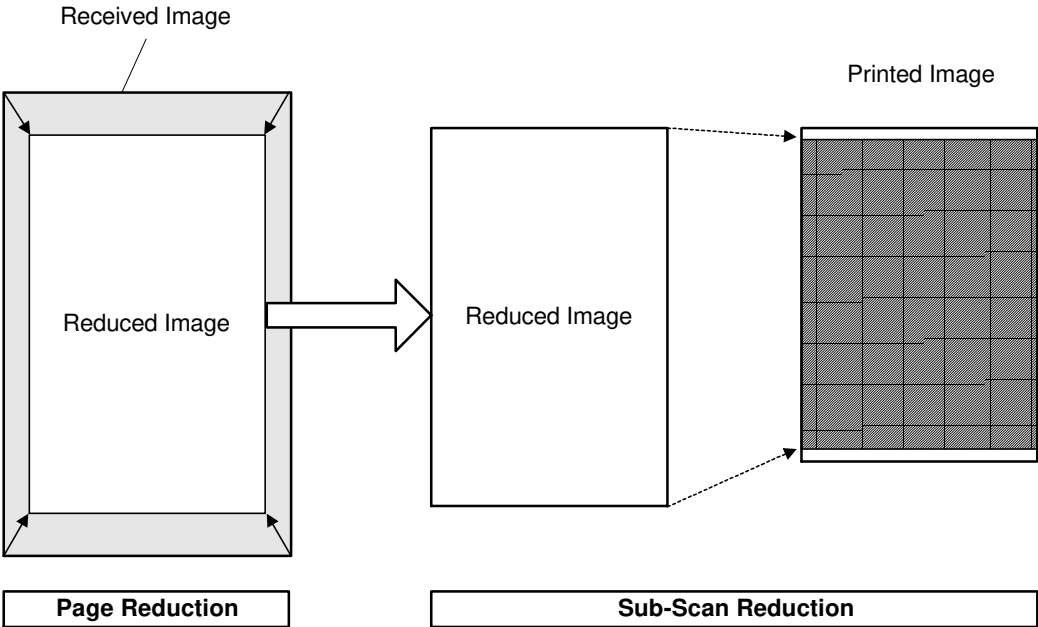 Received Image
Printed Image
Reduced Image
Reduced Image
Page Reduction
Sub-Scan Reduction